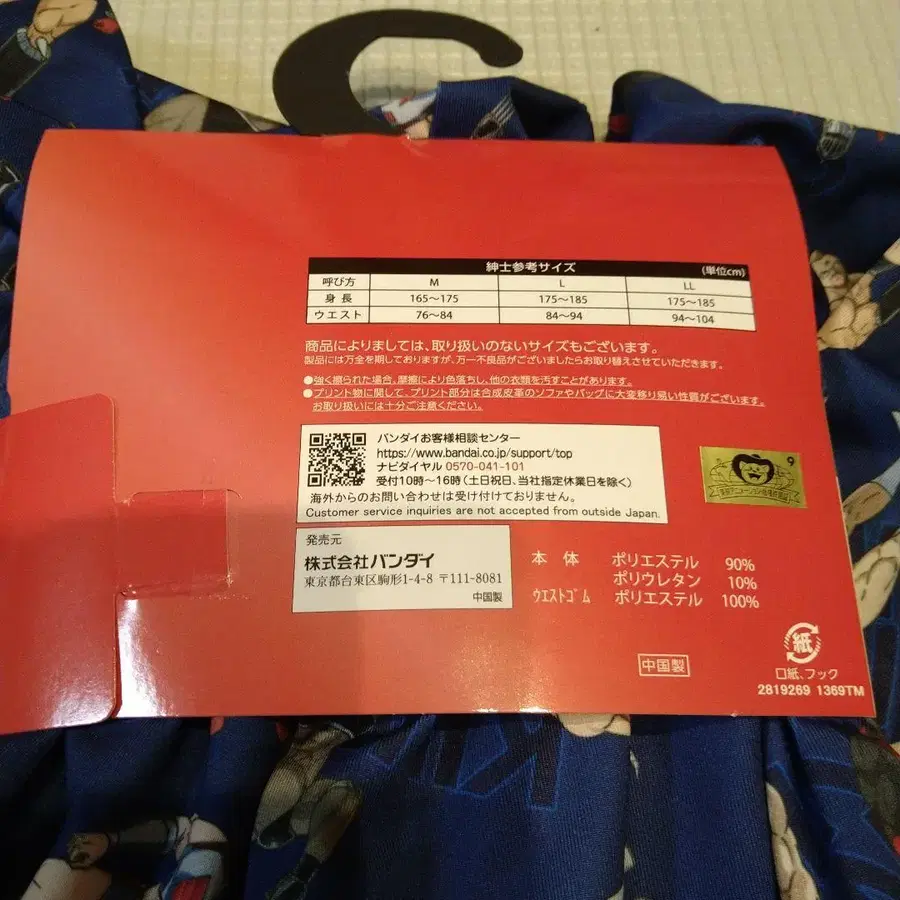 紳士参考サイズ (単位cm)
呼び方 M L LL
身長 165〜175 175〜185 175〜185
ウエスト 76〜84 84〜94 94〜104
商品によりましては、取り扱いのないサイズもございます。
製品には万全を期しておりますが、万一不良品がございましたらお取り替えさせていただきます。
●強く擦られた場合、摩擦により色落ちし、他の衣類を汚すことがあります。
●プリント物に関して、プリント部分は合成皮革のソファやバッグに大変移り易い性質がございます。
お取り扱いには十分ご注意ください。
バンダイお客様相談センター
https://www.bandai.co.jp/support/top
ナビダイヤル 0570-041-101
受付10時〜16時(土日祝日、当社指定休業日を除く)
海外からのお問い合わせは受け付けておりません。
Customer service inquiries are not accepted from outside Japan.
9
発売元
株式会社バンダイ
東京都台東区駒形1-4-8 〒111-8081
中国製
本体 ポリエステル 90%
ポリウレタン 10%
ウエストゴム ポリエステル 100%
中国製
紙
口紙、フック
2819269 1369TM